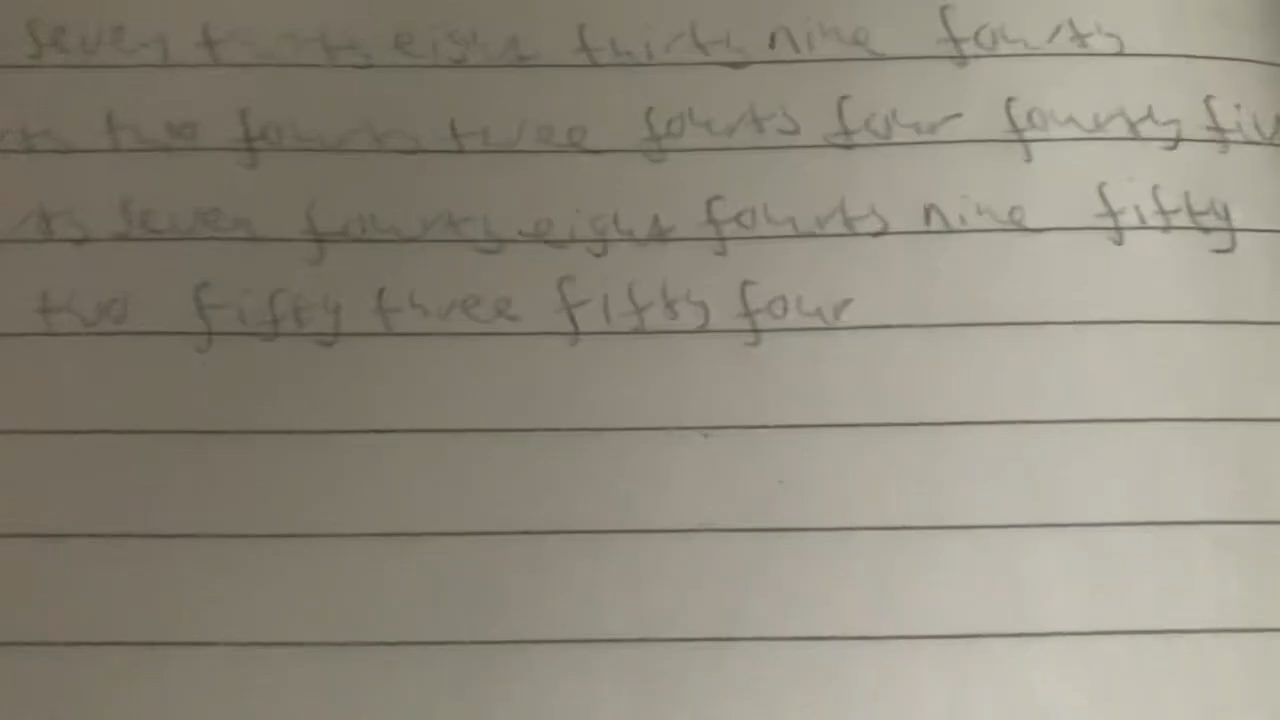 seven thirty eight thirty nine fourty
two fourty three fourty four fourty
seven fourty eight fourty nine fifty
two fifty three fifty four